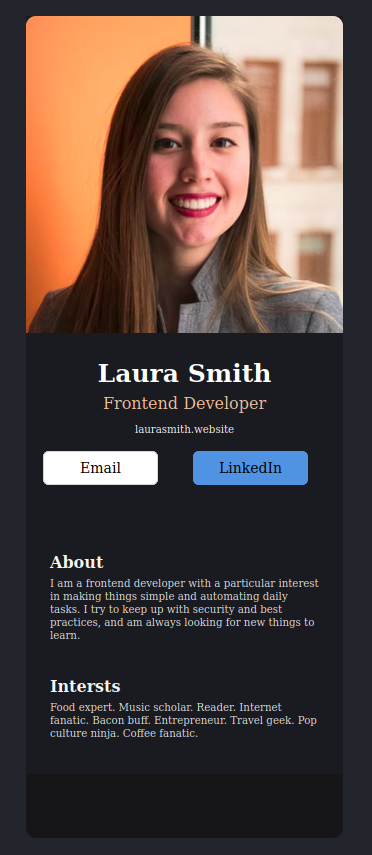 Laura Smith
Frontend Developer
laurasmith.website
Email
LinkedIn
About
I am a frontend developer with a particular interest
in making things simple and automating daily
tasks. I try to keep up with security and best
practices, and am always looking for new things to
learn.
Intersts
Food expert. Music scholar. Reader. Internet
fanatic. Bacon buff. Entrepreneur. Travel geek. Pop
culture ninja. Coffee fanatic.